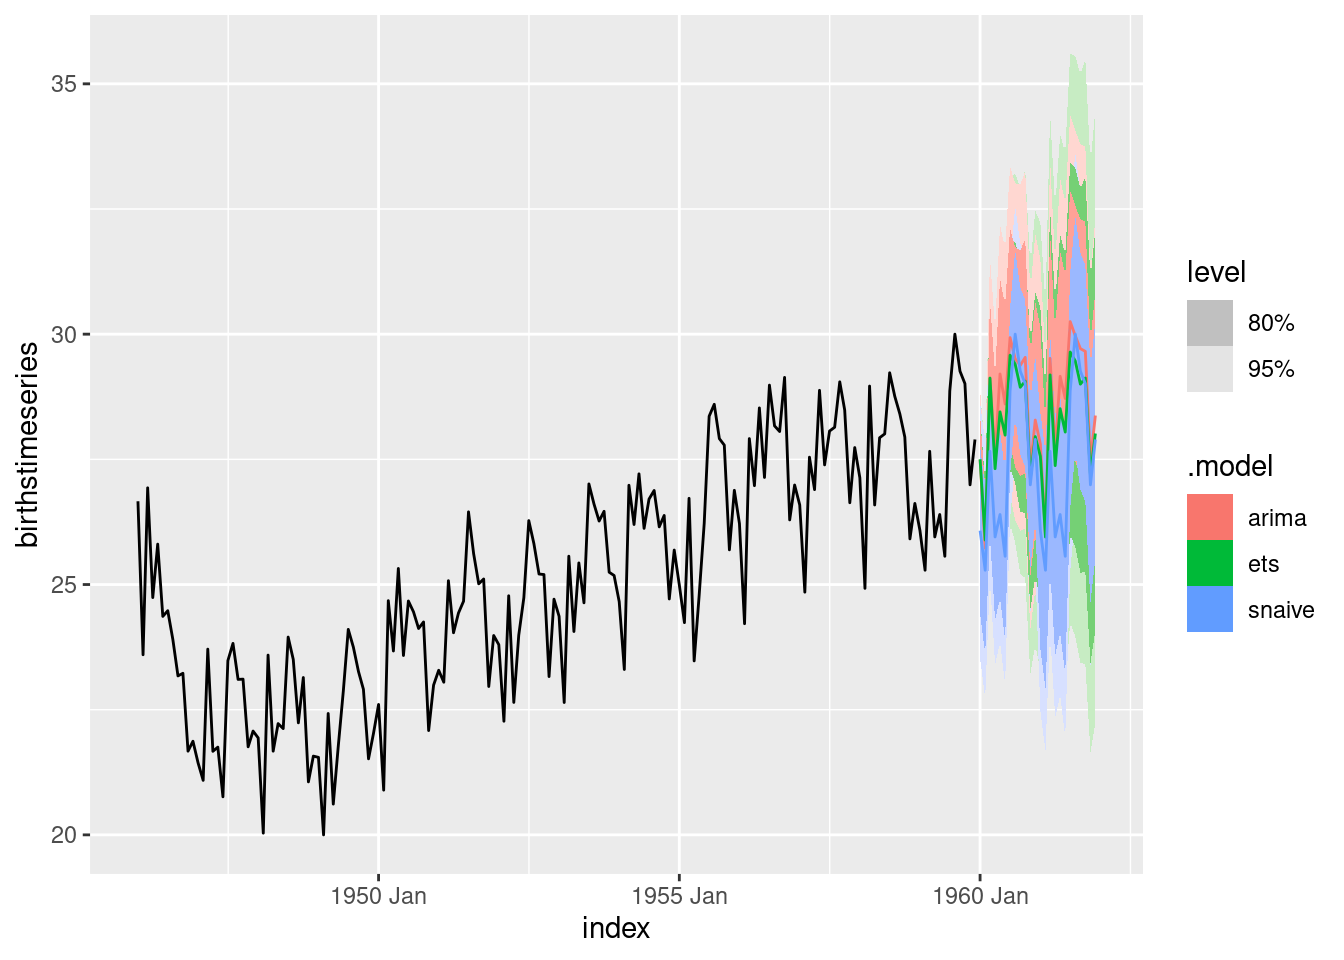 35
30
25
20
birthstimeseries
1950 Jan
1955 Jan
1960 Jan
index
level
80%
95%
.model
arima
ets
snaive